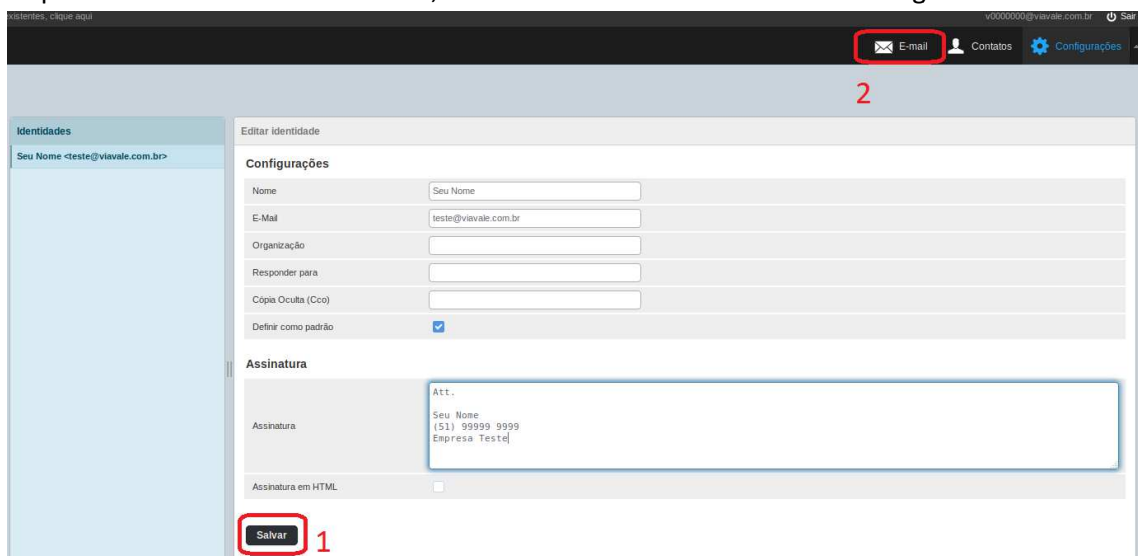 existentes, clique aqui v0000000@viavale.com.br Sair
E-mail Contatos Configurações
2
Identidades Editar identidade
Seu Nome <teste@viavale.com.br>
Configurações
Nome Seu Nome
E-Mail teste@viavale.com.br
Organização
Responder para
Cópia Oculta (Cco)
Definir como padrão
Assinatura
Assinatura
Att.
Seu Nome
(51) 99999 9999
Empresa Teste
Assinatura em HTML
Salvar 1